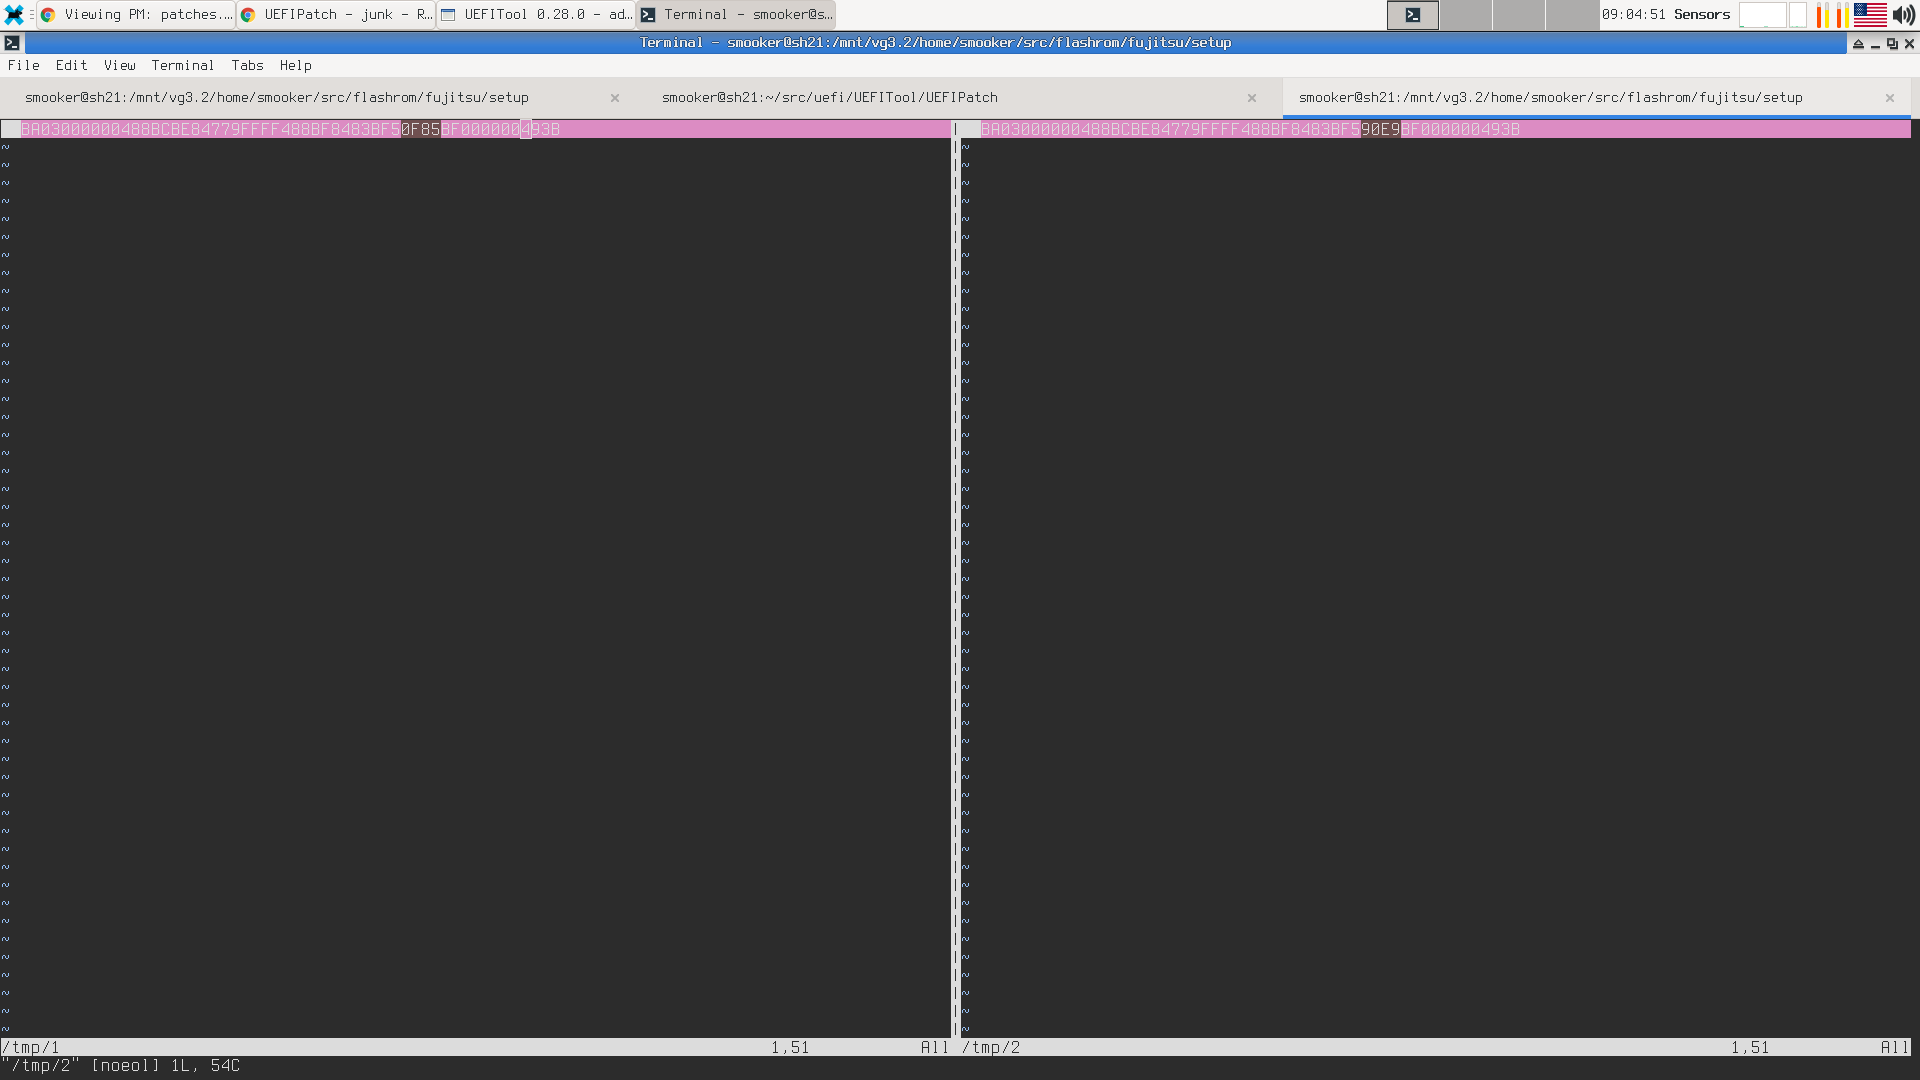 Viewing PM: patches....
UEFIPatch - junk - R...
UEFITool 0.28.0 - ad...
Terminal - smooker@s...
09:04:51 Sensors
Terminal - smooker@sh21:/mnt/vg3.2/home/smooker/src/flashrom/fujitsu/setup
File Edit View Terminal Tabs Help
smooker@sh21:/mnt/vg3.2/home/smooker/src/flashrom/fujitsu/setup
smooker@sh21:~/src/uefi/UEFITool/UEFIPatch
smooker@sh21:/mnt/vg3.2/home/smooker/src/flashrom/fujitsu/setup
BA03000000488BCBE84779FFFF488BF8483BF50F85BF000000493B
BA03000000488BCBE84779FFFF488BF8483BF590E9BF000000493B
/tmp/1 1,51 All
/tmp/2 1,51 All
"/tmp/2" [noeol] 1L, 54C